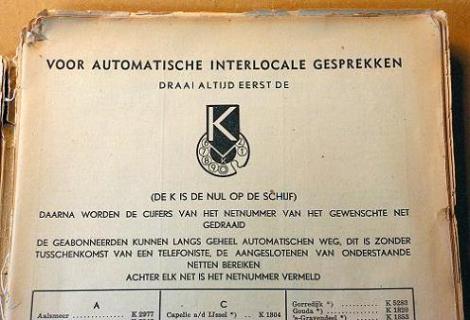 VOOR AUTOMATISCHE INTERLOCALE GESPREKKEN
DRAAI ALTIJD EERST DE
K
(DE K IS DE NUL OP DE SCHIJF)
DAARNA WORDEN DE CIJFERS VAN HET NETNUMMER VAN HET GEWENSCHTE NET
GEDRAAID
DE GEABONNEERDEN KUNNEN LANGS GEHEEL AUTOMATISCHEN WEG, DIT IS ZONDER
TUSSCHENKOMST VAN EEN TELEFONISTE, DE AANGESLOTENEN VAN ONDERSTAANDE
NETTEN BEREIKEN
ACHTER ELK NET IS HET NETNUMMER VERMELD
A
Aalsmeer .......... K 2977
C
Capelle a/d IJssel *) .. K 1804
Gorredijk *) .......... K 5283
Gouda *) .......... K 1820
's-Gravendeel *)